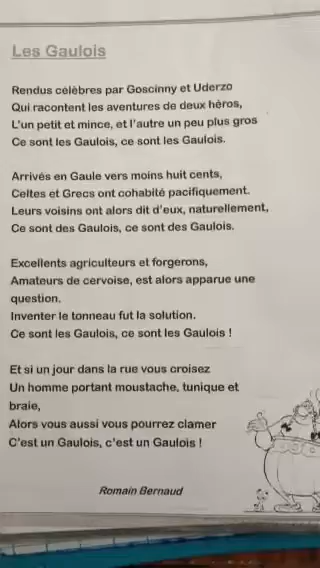 Les Gaulois
Rendus célèbres par Goscinny et Uderzo
Qui racontent les aventures de deux héros,
L'un petit et mince, et l'autre un peu plus gros
Ce sont les Gaulois, ce sont les Gaulois.
Arrivés en Gaule vers moins huit cents,
Celtes et Grecs ont cohabité pacifiquement.
Leurs voisins ont alors dit d'eux, naturellement,
Ce sont des Gaulois, ce sont des Gaulois.
Excellents agriculteurs et forgerons,
Amateurs de cervoise, est alors apparue une
question.
Inventer le tonneau fut la solution.
Ce sont les Gaulois, ce sont les Gaulois !
Et si un jour dans la rue vous croisez
Un homme portant moustache, tunique et
braie,
Alors vous aussi vous pourrez clamer
C'est un Gaulois, c'est un Gaulois !
Romain Bernaud